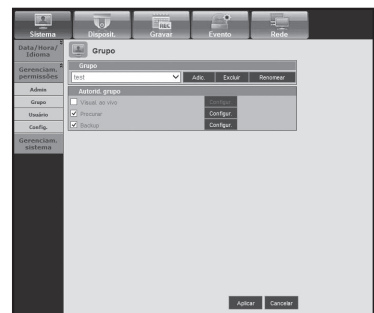 Sistema Disposit. Gravar Evento Rede
REC
Data/Hora/
Idioma
Gerenciam.
permissões
Admin
Grupo
Usuário
Config.
Gerenciam.
sistema
Grupo
Grupo
test Adic. Excluir Renomear
Autorid. grupo
Visual. ao vivo Configur.
Procurar Configur.
Backup Configur.
Aplicar Cancelar